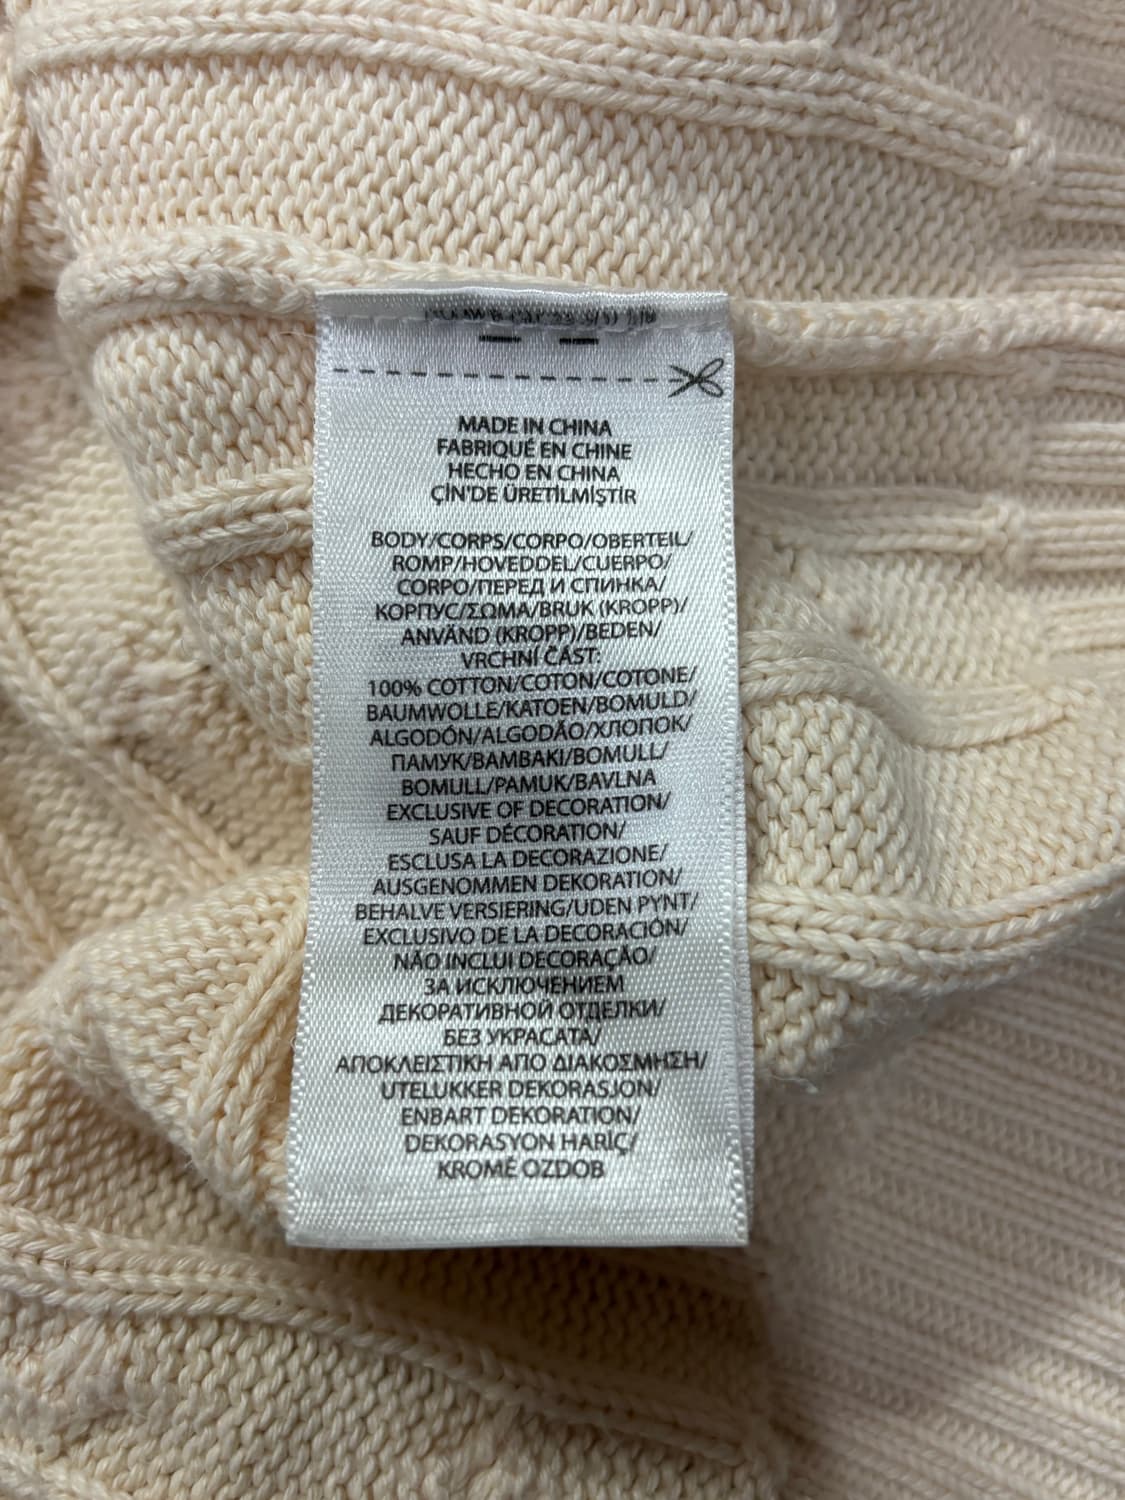 MADE IN CHINA
FABRIQUÉ EN CHINE
HECHO EN CHINA
ÇİN'DE ÜRETİLMİŞTİR
BODY/CORPS/CORPO/OBERTEIL/
ROMP/HOVEDDEL/CUERPO/
CORPO/ПЕРЕД И СПИНКА/
КОРПУС/ΣΩΜΑ/BRUK (KROPP)/
ANVÄND (KROPP)/BEDEN/
VRCHNÍ ČÁST:
100% COTTON/COTON/COTONE/
BAUMWOLLE/KATOEN/BOMULD/
ALGODÓN/ALGODÃO/ХЛОПОК/
ПАМУК/ΒΑΜΒΑΚΙ/BOMULL/
BOMULL/PAMUK/BAVLNA
EXCLUSIVE OF DECORATION/
SAUF DÉCORATION/
ESCLUSA LA DECORAZIONE/
AUSGENOMMEN DEKORATION/
BEHALVE VERSIERING/UDEN PYNT/
EXCLUSIVO DE LA DECORACIÓN/
NÃO INCLUI DECORAÇÃO/
ЗА ИСКЛЮЧЕНИЕМ
ДЕКОРАТИВНОЙ ОТДЕЛКИ/
БЕЗ УКРАСАТА/
ΑΠΟΚΛΕΙΣΤΙΚΗ ΑΠΟ ΔΙΑΚΟΣΜΗΣΗ/
UTELUKKER DEKORASJON/
ENBART DEKORATION/
DEKORASYON HARİÇ/
KROMĚ OZDOB